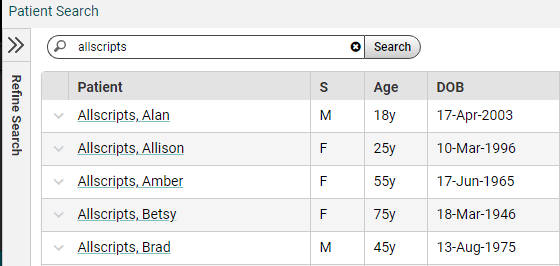 Patient Search
allscripts Search
Refine Search
Patient S Age DOB
Allscripts, Alan M 18y 17-Apr-2003
Allscripts, Allison F 25y 10-Mar-1996
Allscripts, Amber F 55y 17-Jun-1965
Allscripts, Betsy F 75y 18-Mar-1946
Allscripts, Brad M 45y 13-Aug-1975